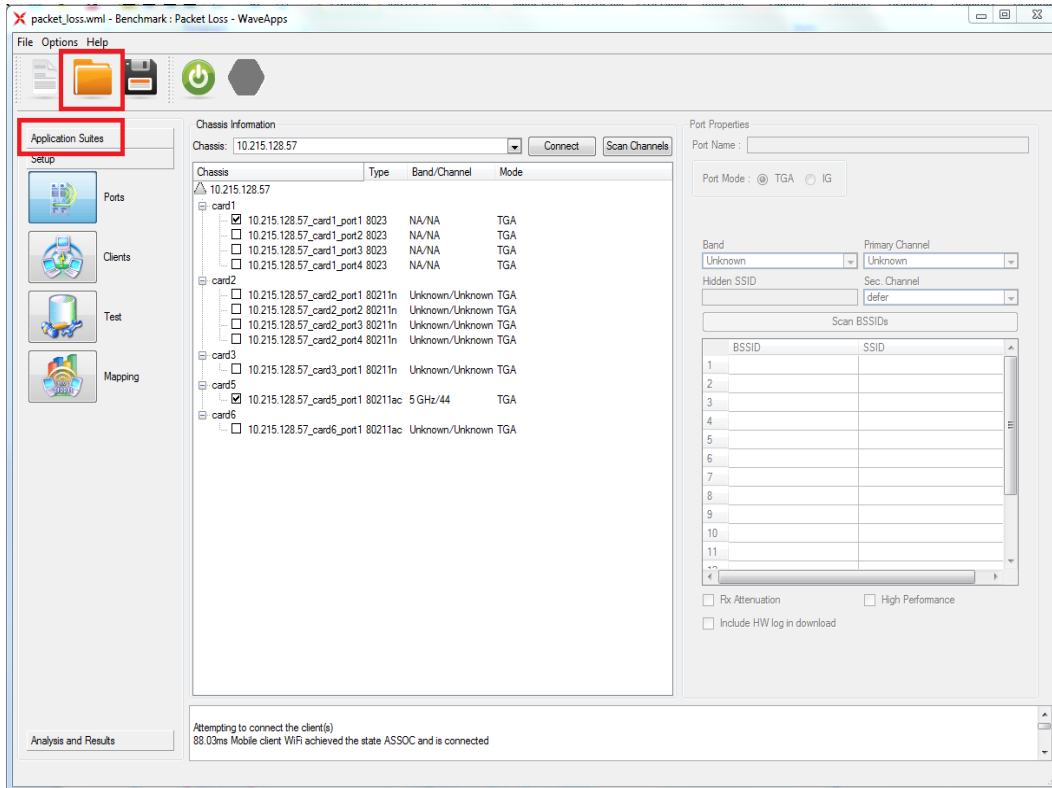 packet_loss.wml - Benchmark : Packet Loss - WaveApps
File Options Help
Application Suites
Setup
Ports
Clients
Test
Mapping
Analysis and Results
Chassis Information
Chassis: 10.215.128.57 Connect Scan Channels
Chassis Type Band/Channel Mode
10.215.128.57
card1
10.215.128.57_card1_port1 8023 NA/NA TGA
10.215.128.57_card1_port2 8023 NA/NA TGA
10.215.128.57_card1_port3 8023 NA/NA TGA
10.215.128.57_card1_port4 8023 NA/NA TGA
card2
10.215.128.57_card2_port1 80211n Unknown/Unknown TGA
10.215.128.57_card2_port2 80211n Unknown/Unknown TGA
10.215.128.57_card2_port3 80211n Unknown/Unknown TGA
10.215.128.57_card2_port4 80211n Unknown/Unknown TGA
card3
10.215.128.57_card3_port1 80211n Unknown/Unknown TGA
card5
10.215.128.57_card5_port1 80211ac 5 GHz/44 TGA
card6
10.215.128.57_card6_port1 80211ac Unknown/Unknown TGA
Port Properties
Port Name :
Port Mode : TGA IG
Band Primary Channel
Unknown Unknown
Hidden SSID Sec. Channel
defer
Scan BSSIDs
BSSID SSID
1
2
3
4
5
6
7
8
9
10
11
Rx Attenuation High Performance
Include HW log in download
Attempting to connect the client(s)
88.03ms Mobile client WiFi achieved the state ASSOC and is connected